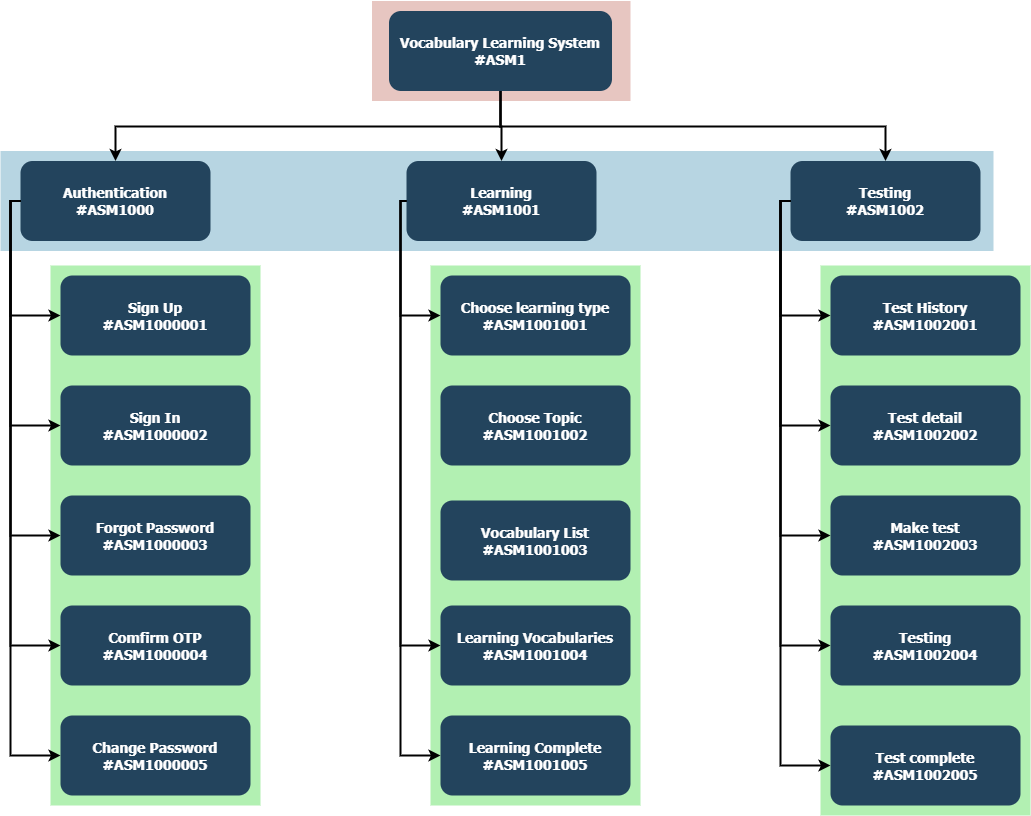 Vocabulary Learning System
#ASM1
Authentication
#ASM1000
Learning
#ASM1001
Testing
#ASM1002
Sign Up
#ASM1000001
Sign In
#ASM1000002
Forgot Password
#ASM1000003
Comfirm OTP
#ASM1000004
Change Password
#ASM1000005
Choose learning type
#ASM1001001
Choose Topic
#ASM1001002
Vocabulary List
#ASM1001003
Learning Vocabularies
#ASM1001004
Learning Complete
#ASM1001005
Test History
#ASM1002001
Test detail
#ASM1002002
Make test
#ASM1002003
Testing
#ASM1002004
Test complete
#ASM1002005